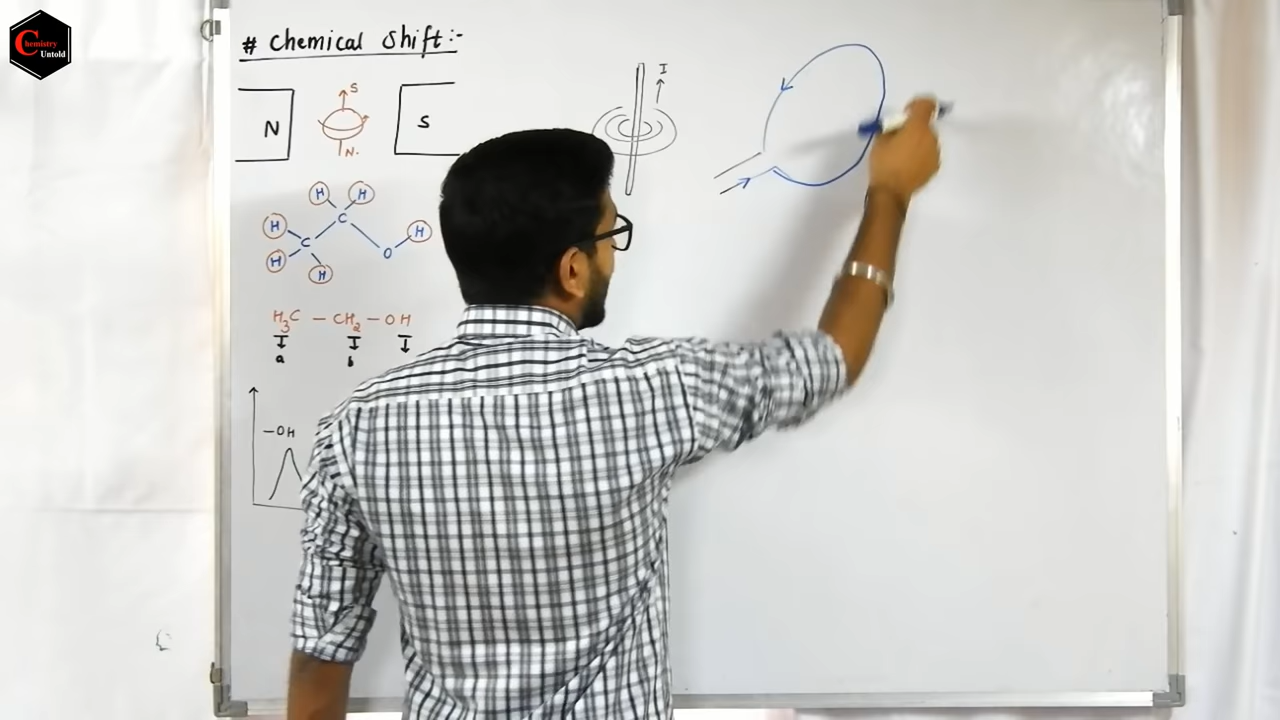 Chemistry
Untold
# Chemical Shift:-
N
S
N.
S
I
H H
H
C
C
H
O
H
H
H₃C - CH₂ - OH
a b
-OH